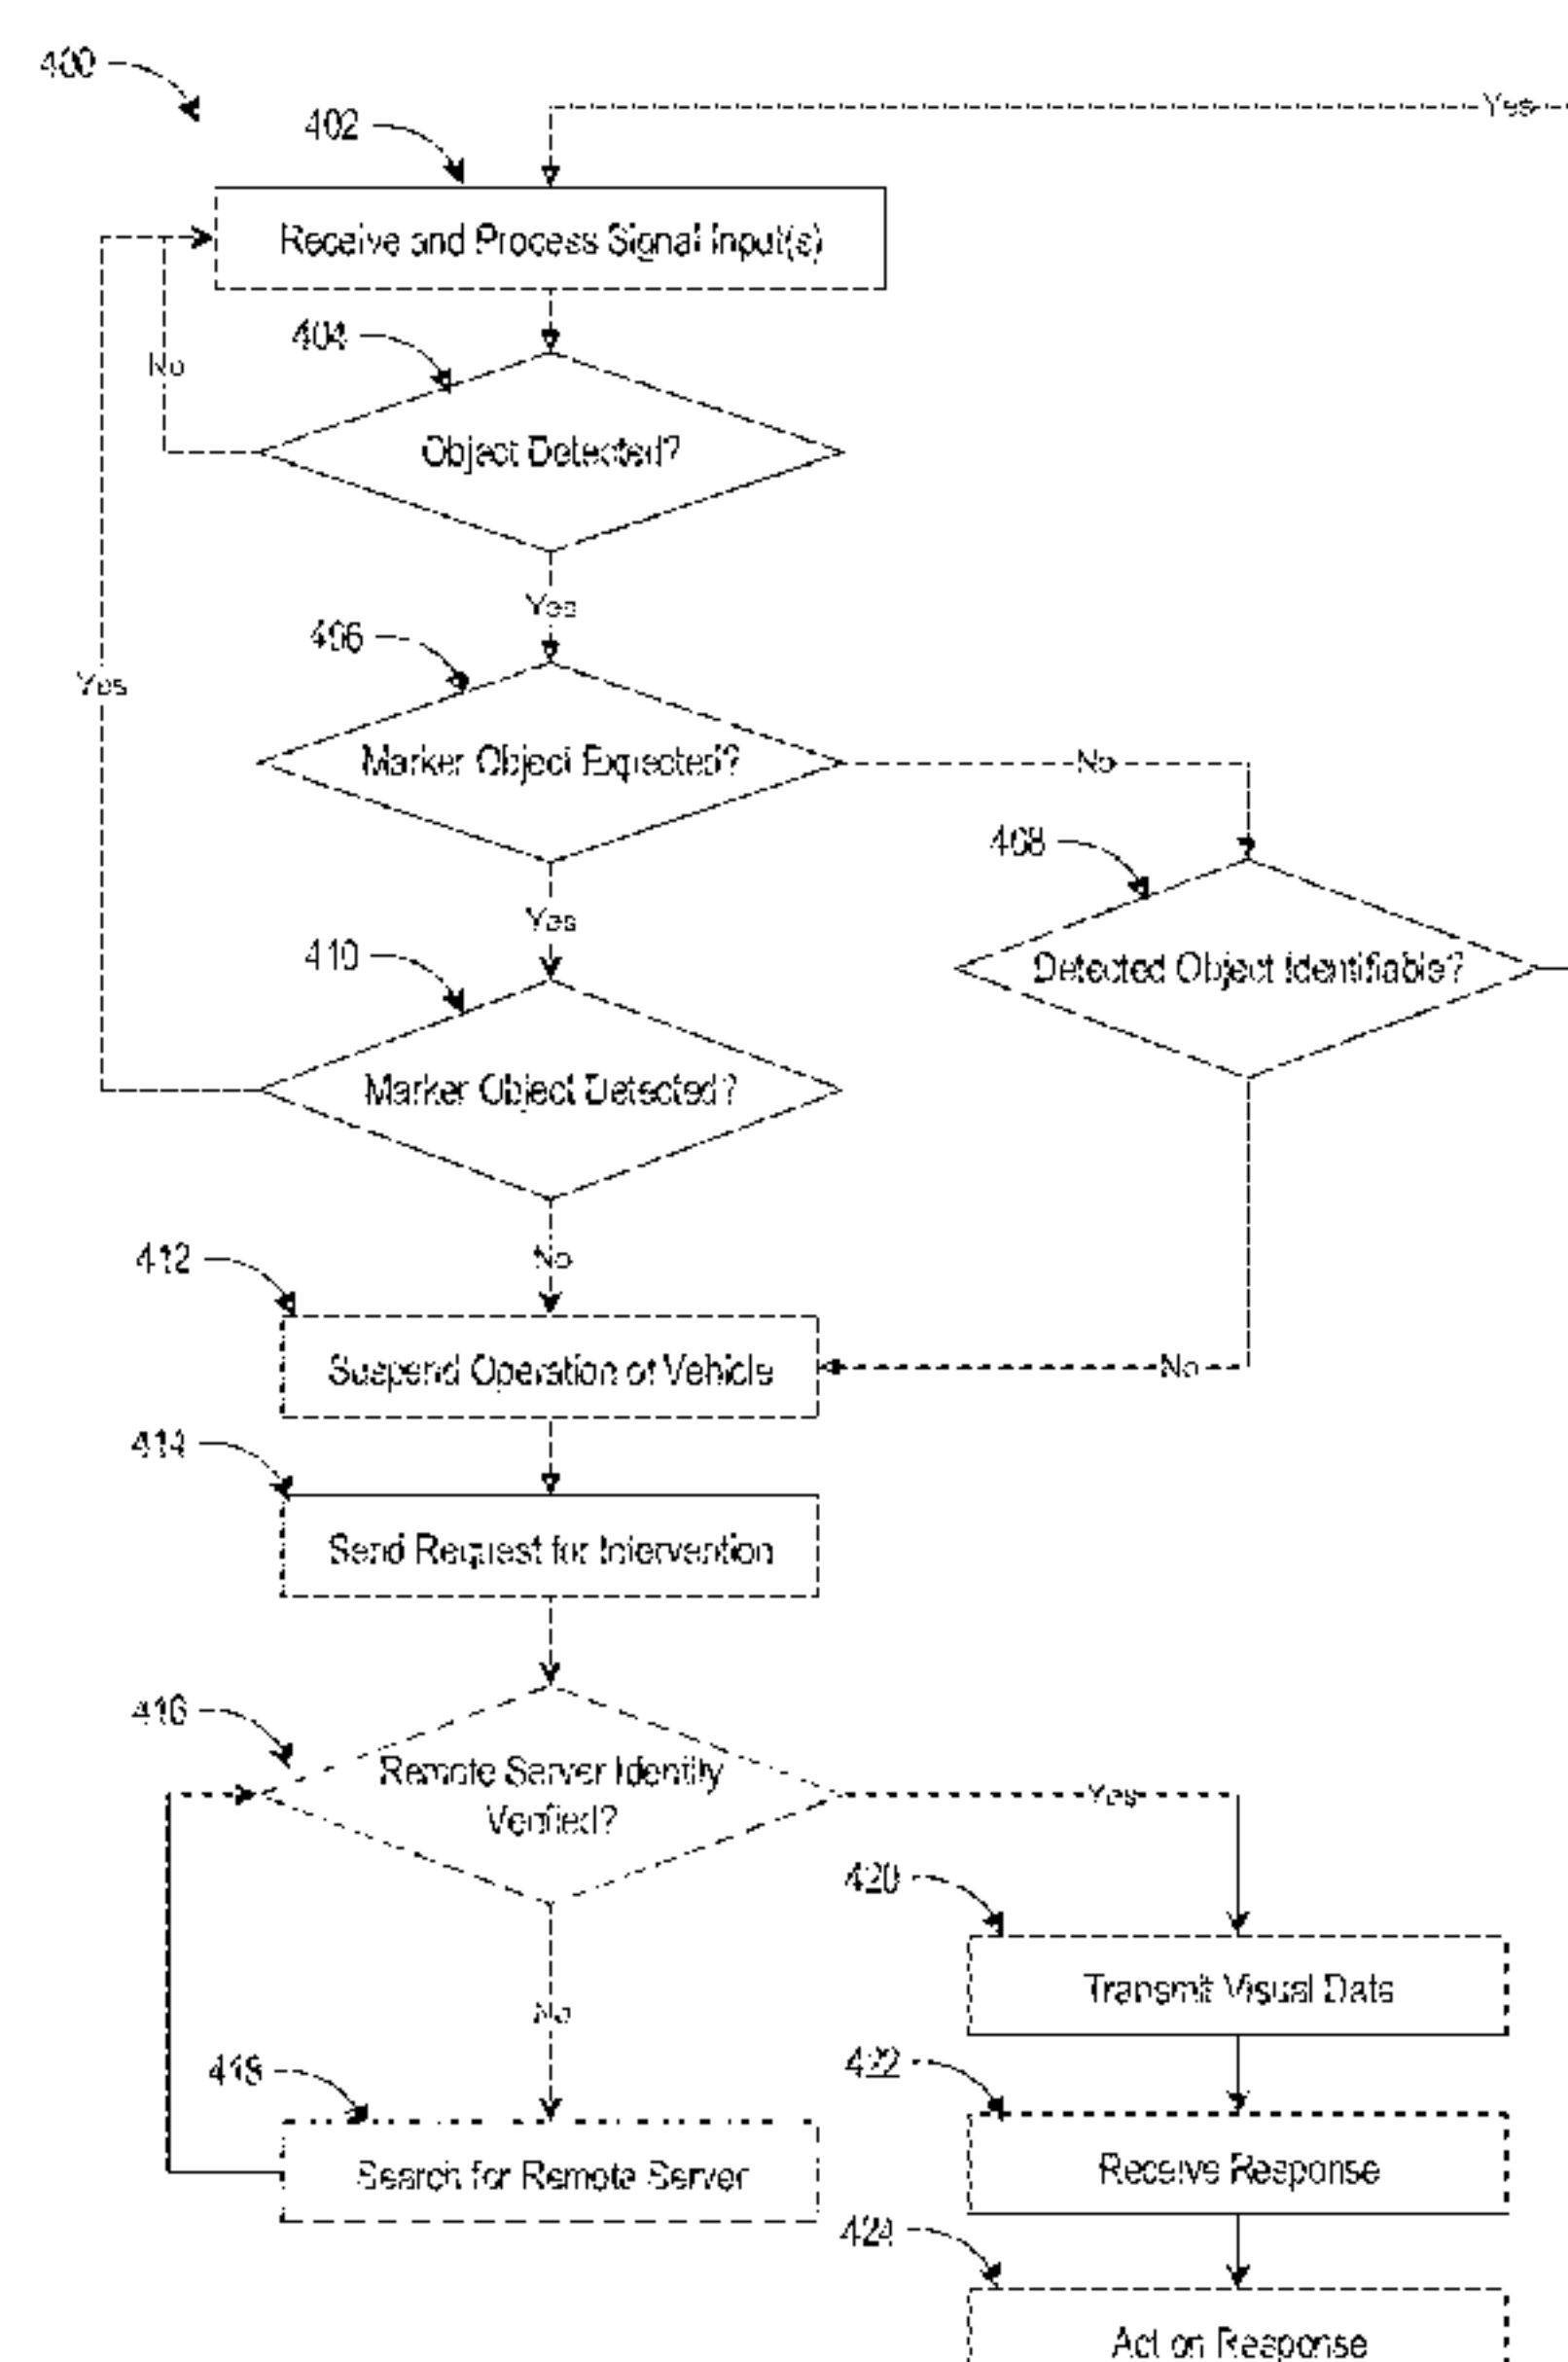 400
402
Yes
Receive and Process Signal Input(s)
404
No
Object Detected?
Yes
406
Yes
Marker Object Expected?
No
408
Yes
Detected Object Identifiable?
410
Marker Object Detected?
No
412
Suspend Operation of Vehicle
No
414
Send Request for Intervention
416
Remote Server Identity
Verified?
Yes
420
Transmit Visual Data
No
418
422
Search for Remote Server
Receive Response
424
Act on Response